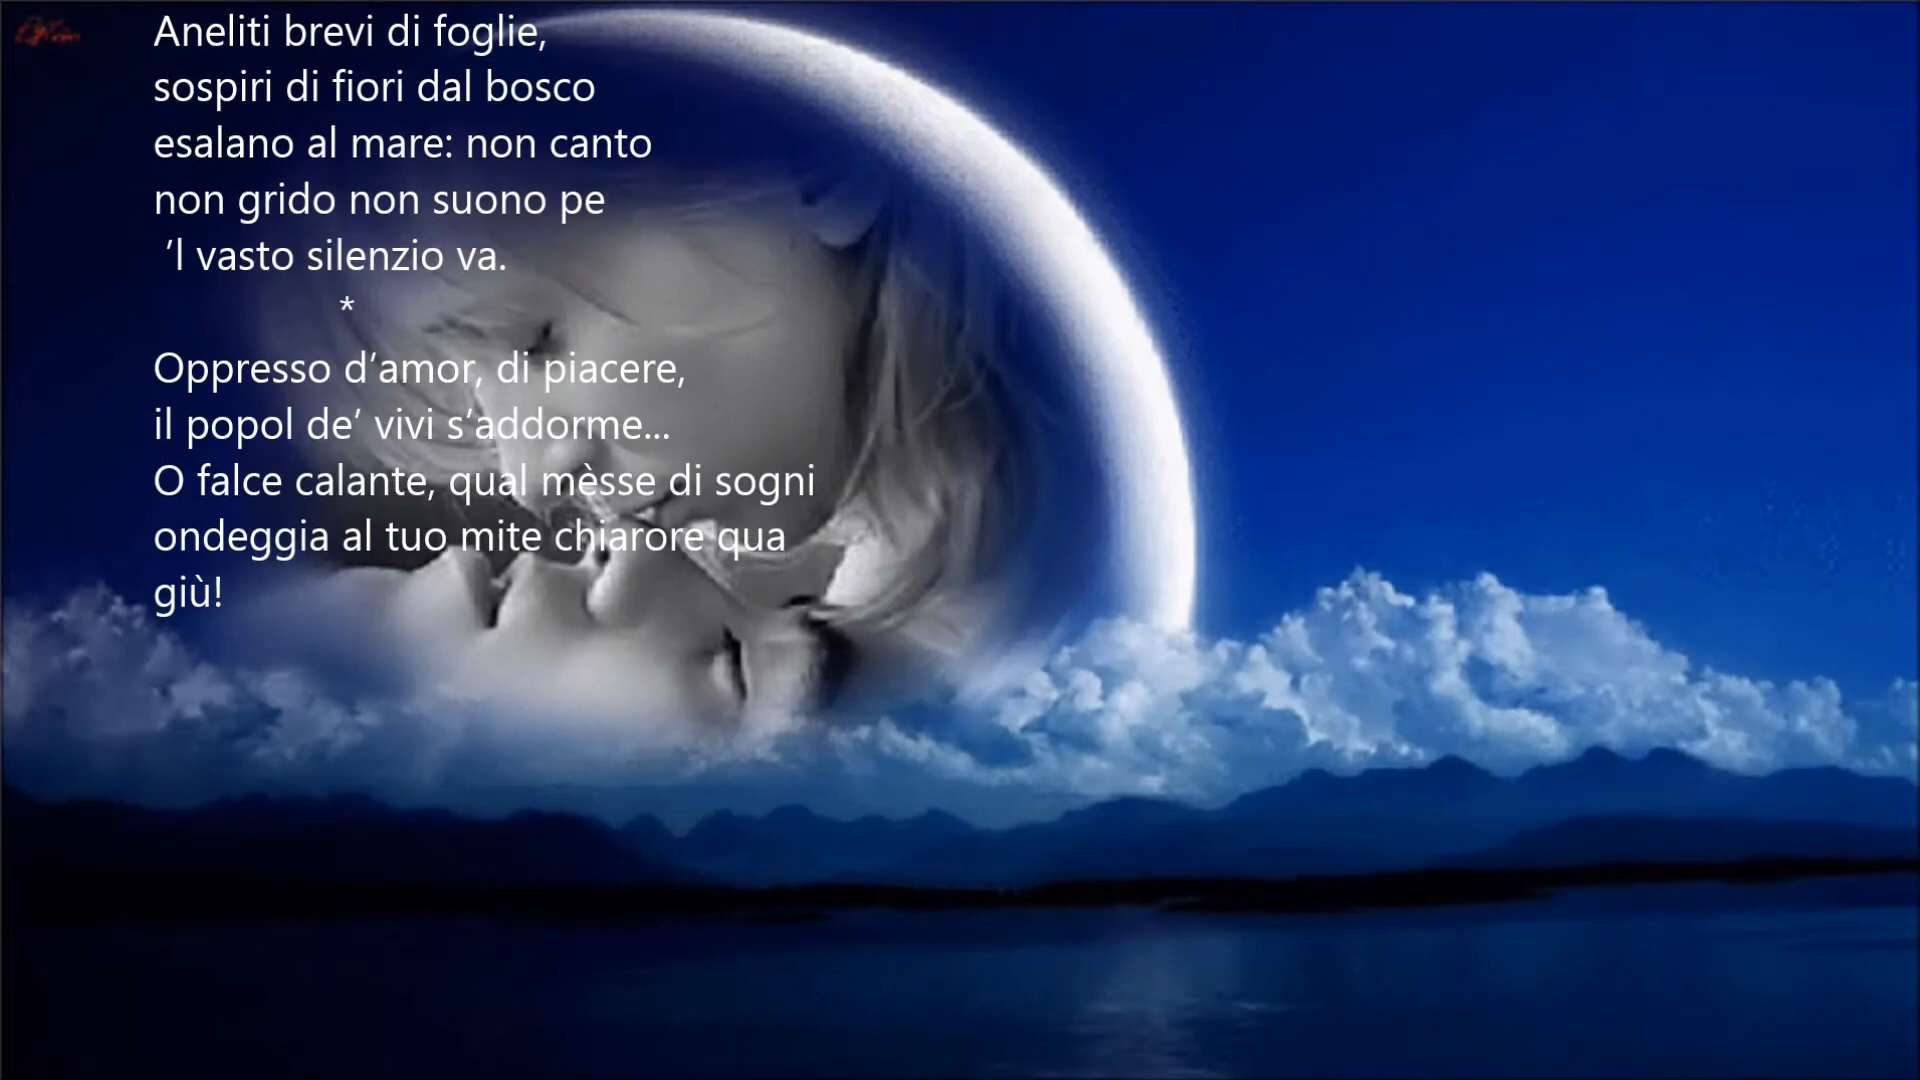 Aneliti brevi di foglie,
sospiri di fiori dal bosco
esalano al mare: non canto
non grido non suono pe
’l vasto silenzio va.
*
Oppresso d’amor, di piacere,
il popol de’ vivi s’addorme...
O falce calante, qual mèsse di sogni
ondeggia al tuo mite chiarore qua
giù!